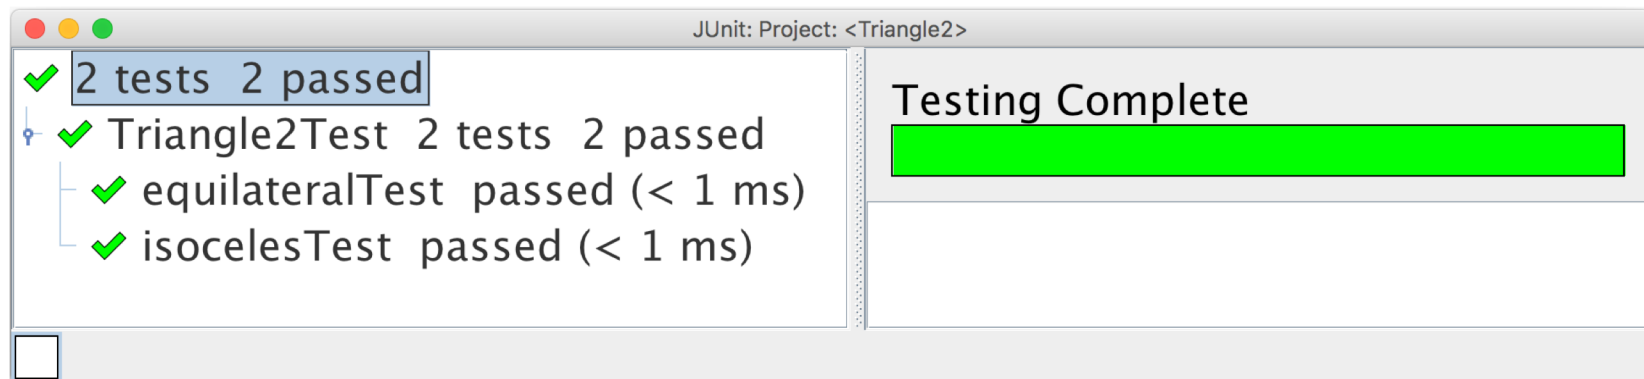 JUnit: Project: <Triangle2>
2 tests  2 passed
Triangle2Test  2 tests  2 passed
equilateralTest  passed (< 1 ms)
isocelesTest  passed (< 1 ms)
Testing Complete